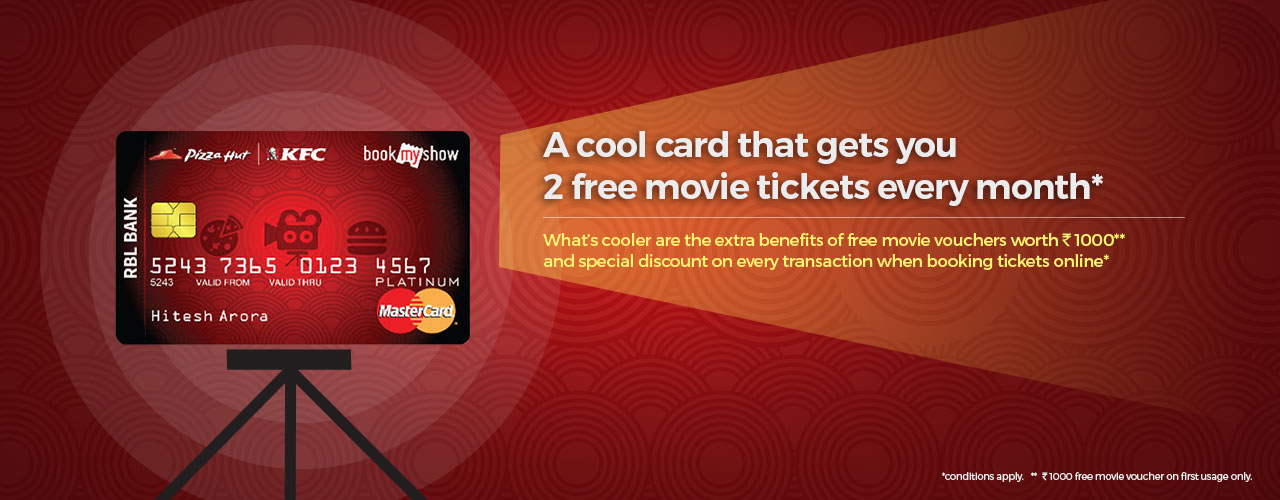 Pizza Hut KFC
book my show
RBL BANK
5243 7365 0123 4567
5243 VALID FROM VALID THRU PLATINUM
Hitesh Arora
MasterCard
A cool card that gets you
2 free movie tickets every month*
What's cooler are the extra benefits of free movie vouchers worth ₹ 1000**
and special discount on every transaction when booking tickets online*
*conditions apply. ** ₹ 1000 free movie voucher on first usage only.